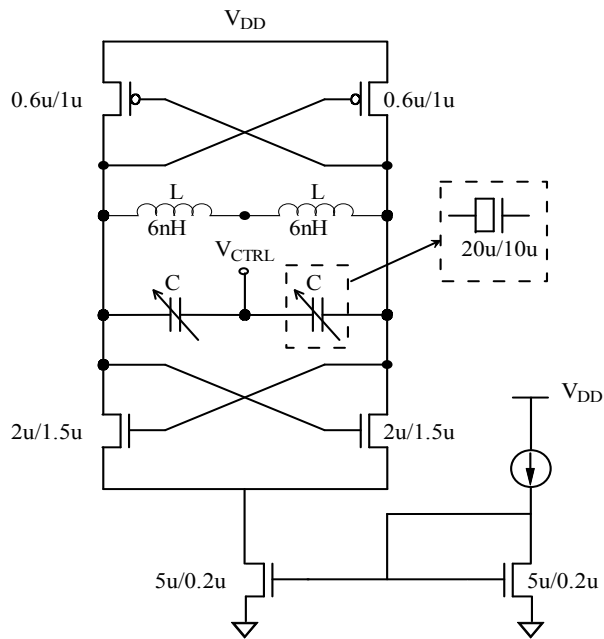 V_DD
0.6u/1u
0.6u/1u
L
L
6nH
6nH
V_CTRL
C
C
20u/10u
2u/1.5u
2u/1.5u
V_DD
5u/0.2u
5u/0.2u